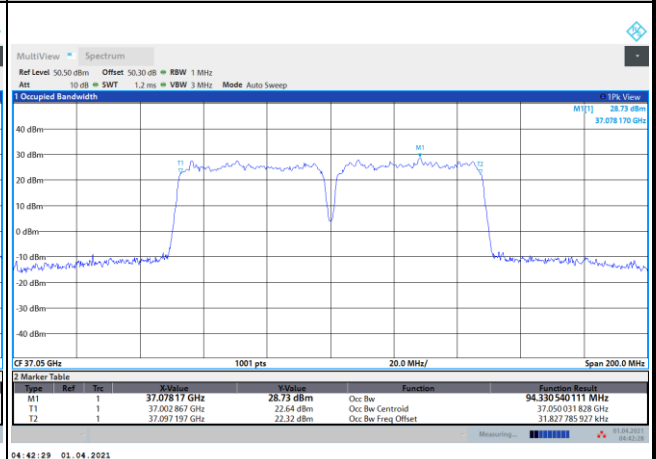 MultiView Spectrum
Ref Level 50.50 dBm Offset 50.30 dB RBW 1 MHz
Att 10 dB SWT 1.2 ms VBW 3 MHz Mode Auto Sweep
1 Occupied Bandwidth 1Pk View
M1[1] 28.73 dBm
37.078 170 GHz
40 dBm
M1
30 dBm
T1 T2
20 dBm
10 dBm
0 dBm
-10 dBm
-20 dBm
-30 dBm
-40 dBm
CF 37.05 GHz 1001 pts 20.0 MHz/ Span 200.0 MHz
2 Marker Table
Type Ref Trc X-Value Y-Value Function Function Result
M1 1 37.07817 GHz 28.73 dBm Occ Bw 94.330 540 111 MHz
T1 1 37.002 867 GHz 22.64 dBm Occ Bw Centroid 37.050 031 828 GHz
T2 1 37.097 197 GHz 22.32 dBm Occ Bw Freq Offset 31.827 785 927 kHz
Measuring... 01.04.2021
04:42:28
04:42:29 01.04.2021